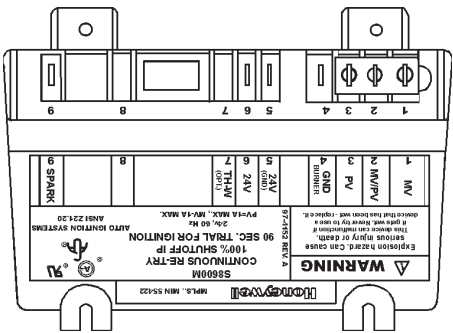 Honeywell MPLS., MIN 55422
⚠ WARNING
Explosion hazard. Can cause
serious injury or death.
This device can malfunction if
it gets wet. Never try to use a
device that has been wet - replace it.
97-4152 REV. A
S8600M
CONTINUOUS RE-TRY
100% SHUTOFF IP
90 SEC. TRIAL FOR IGNITION
24v 60 Hz
PV=1A MAX., MV-1A MAX.
AUTO IGNITION SYSTEMS
ANSI Z21.20
1 MV
2 MV/PV
3 PV
4 GND BURNER
5 24V (GND)
6 24V
7 TH-W (OPT.)
8
9 SPARK
1 2 3 4 5 6 7 8 9